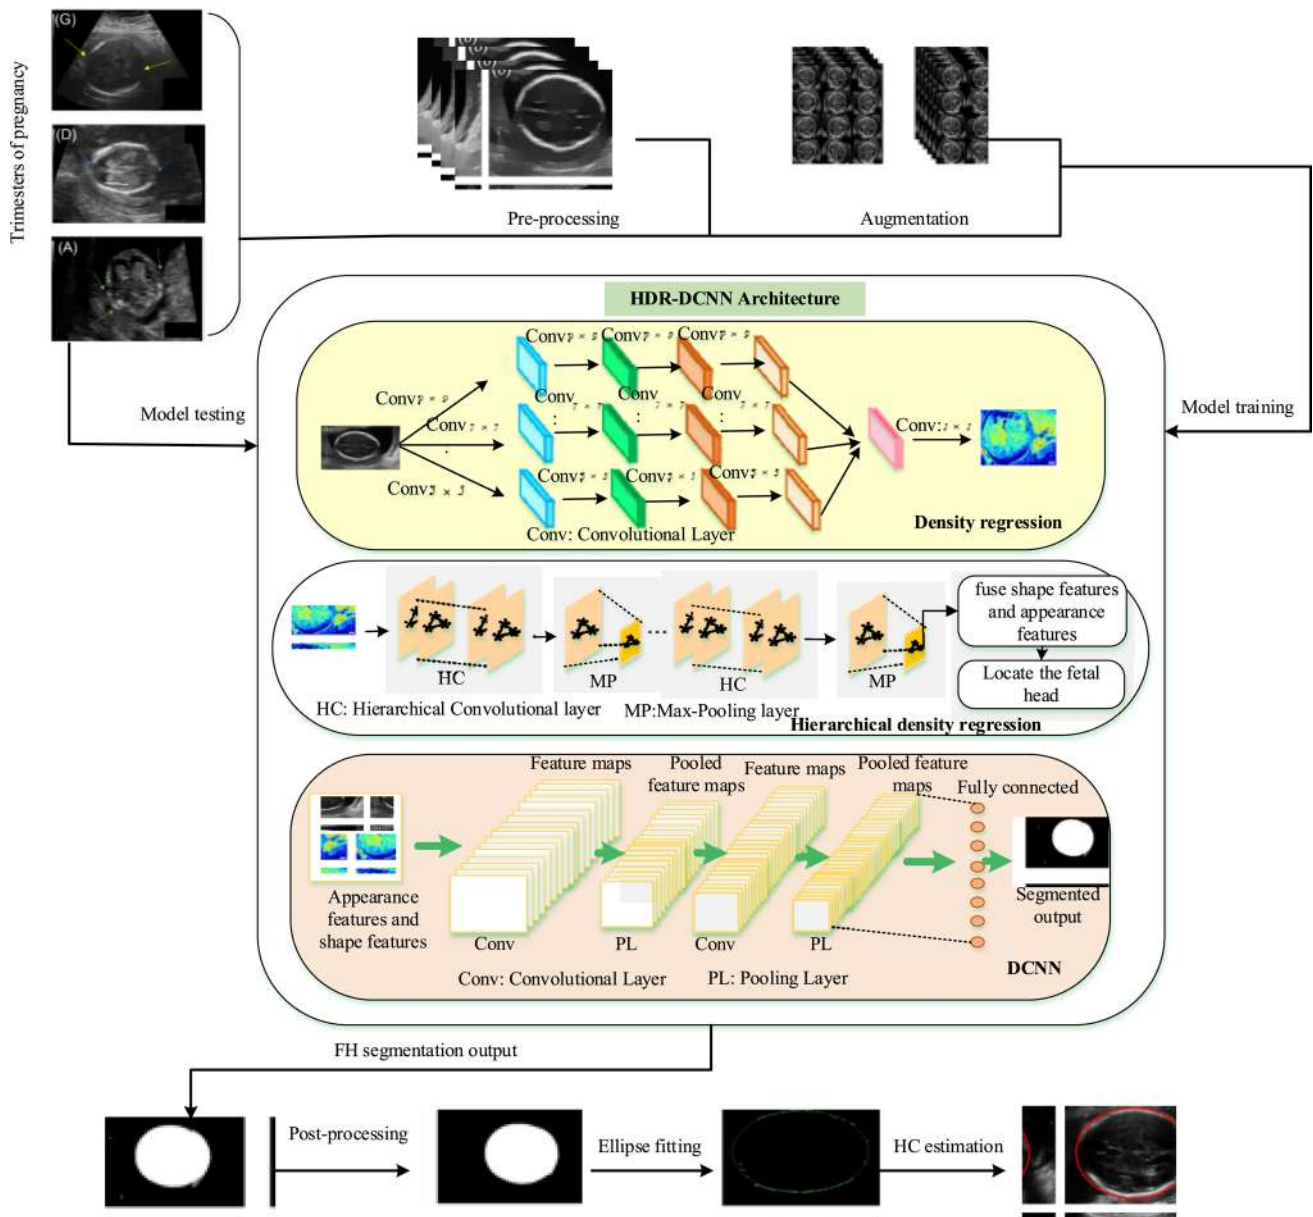 Trimesters of pregnancy
(G)
(D)
(A)
Pre-processing
Augmentation
Model testing
Model training
HDR-DCNN Architecture
Conv
Conv
Conv
Conv
Conv
Conv
Conv
Conv
Conv
Conv
Conv
Conv
Conv:
Conv: Convolutional Layer
Density regression
HC
MP
HC
MP
fuse shape features
and appearance
features
Locate the fetal
head
HC: Hierarchical Convolutional layer
MP:Max-Pooling layer
Hierarchical density regression
Feature maps
Pooled
feature maps
Feature maps
Pooled feature
maps
Fully connected
Appearance
features and
shape features
Conv
PL
Conv
PL
Segmented
output
DCNN
Conv: Convolutional Layer
PL: Pooling Layer
FH segmentation output
Post-processing
Ellipse fitting
HC estimation